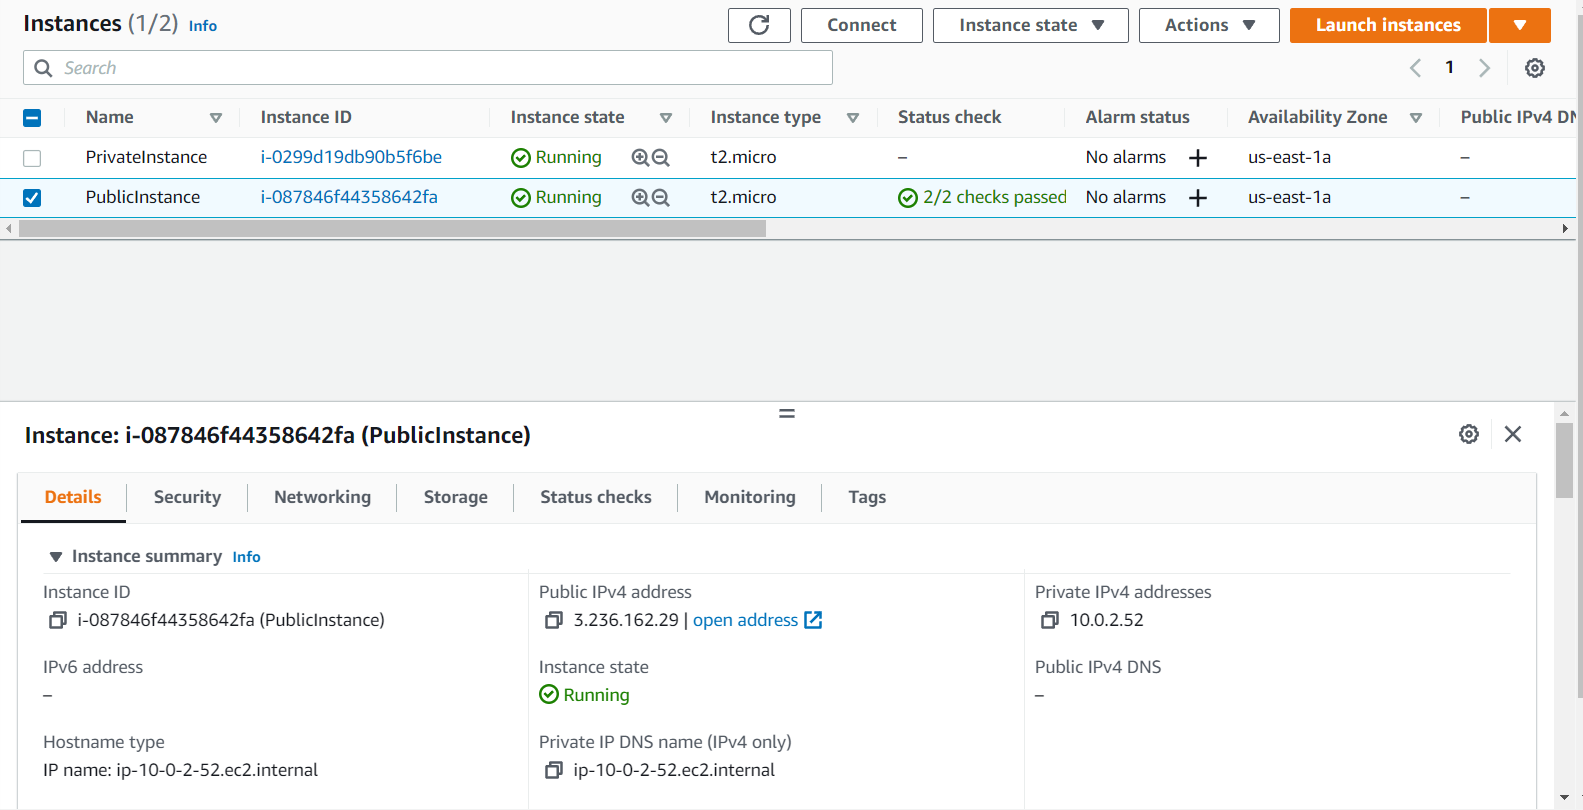 Instances (1/2) Info
Connect
Instance state
Actions
Launch instances
Search
1
Name Instance ID Instance state Instance type Status check Alarm status Availability Zone Public IPv4 DN
PrivateInstance i-0299d19db90b5f6be Running t2.micro – No alarms + us-east-1a –
PublicInstance i-087846f44358642fa Running t2.micro 2/2 checks passed No alarms + us-east-1a –
Instance: i-087846f44358642fa (PublicInstance)
Details Security Networking Storage Status checks Monitoring Tags
Instance summary Info
Instance ID
i-087846f44358642fa (PublicInstance)
Public IPv4 address
3.236.162.29 | open address
Private IPv4 addresses
10.0.2.52
IPv6 address
–
Instance state
Running
Public IPv4 DNS
–
Hostname type
IP name: ip-10-0-2-52.ec2.internal
Private IP DNS name (IPv4 only)
ip-10-0-2-52.ec2.internal